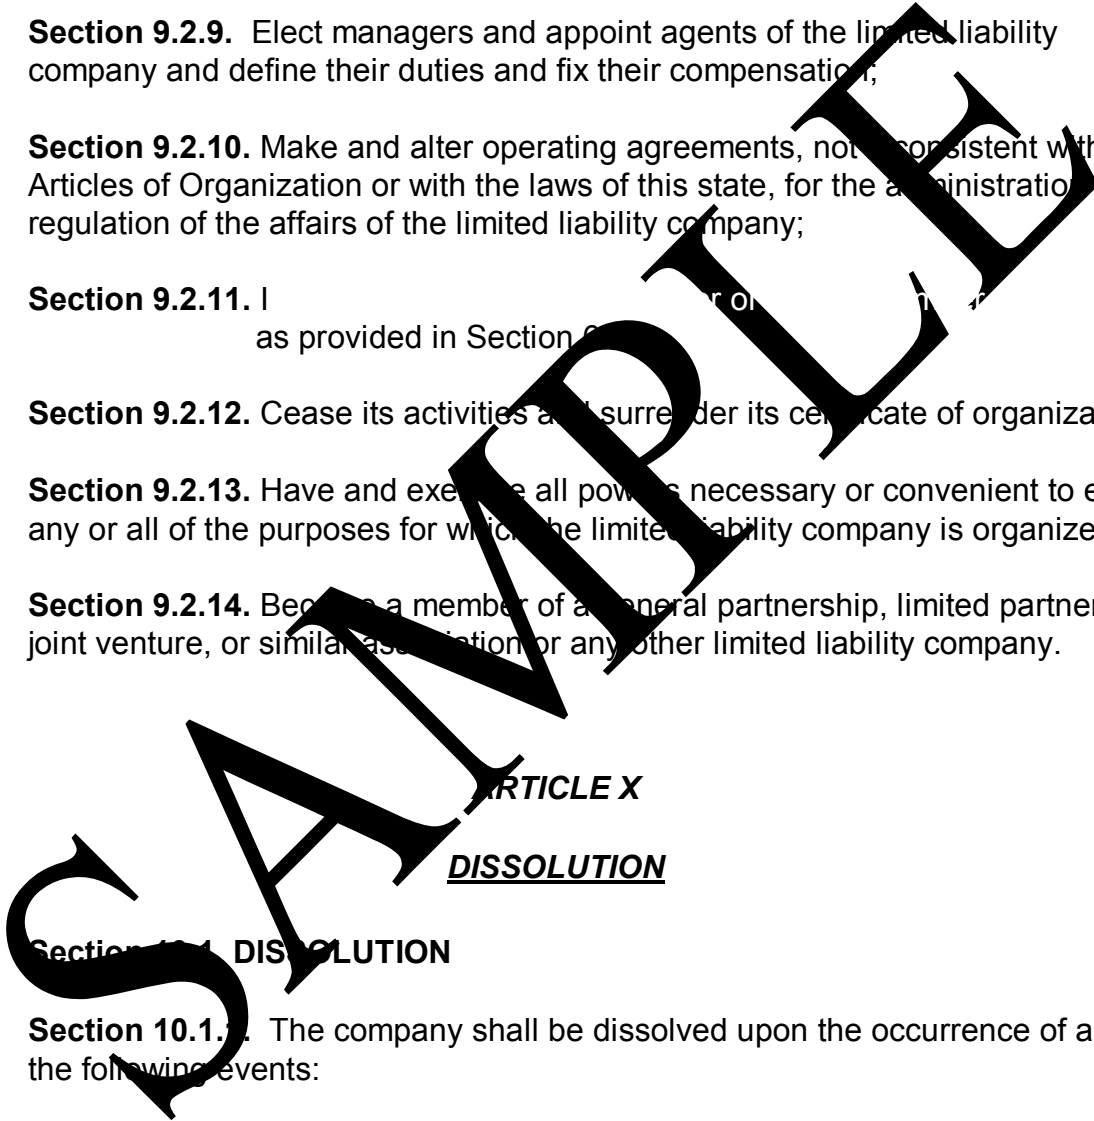 Section 9.2.9. Elect managers and appoint agents of the limited liability
company and define their duties and fix their compensation;
Section 9.2.10. Make and alter operating agreements, not inconsistent with
Articles of Organization or with the laws of this state, for the administration
regulation of the affairs of the limited liability company;
Section 9.2.11. I
as provided in Section
Section 9.2.12. Cease its activities and surrender its certificate of
Section 9.2.13. Have and exercise all powers necessary or convenient to
any or all of the purposes for which the limited liability company is
Section 9.2.14. Become a member of a general partnership, limited
joint venture, or similar association or any other limited liability company.
ARTICLE X
DISSOLUTION
Section 10.1 DISSOLUTION
Section 10.1. The company shall be dissolved upon the occurrence of
the following events:
SAMPLE